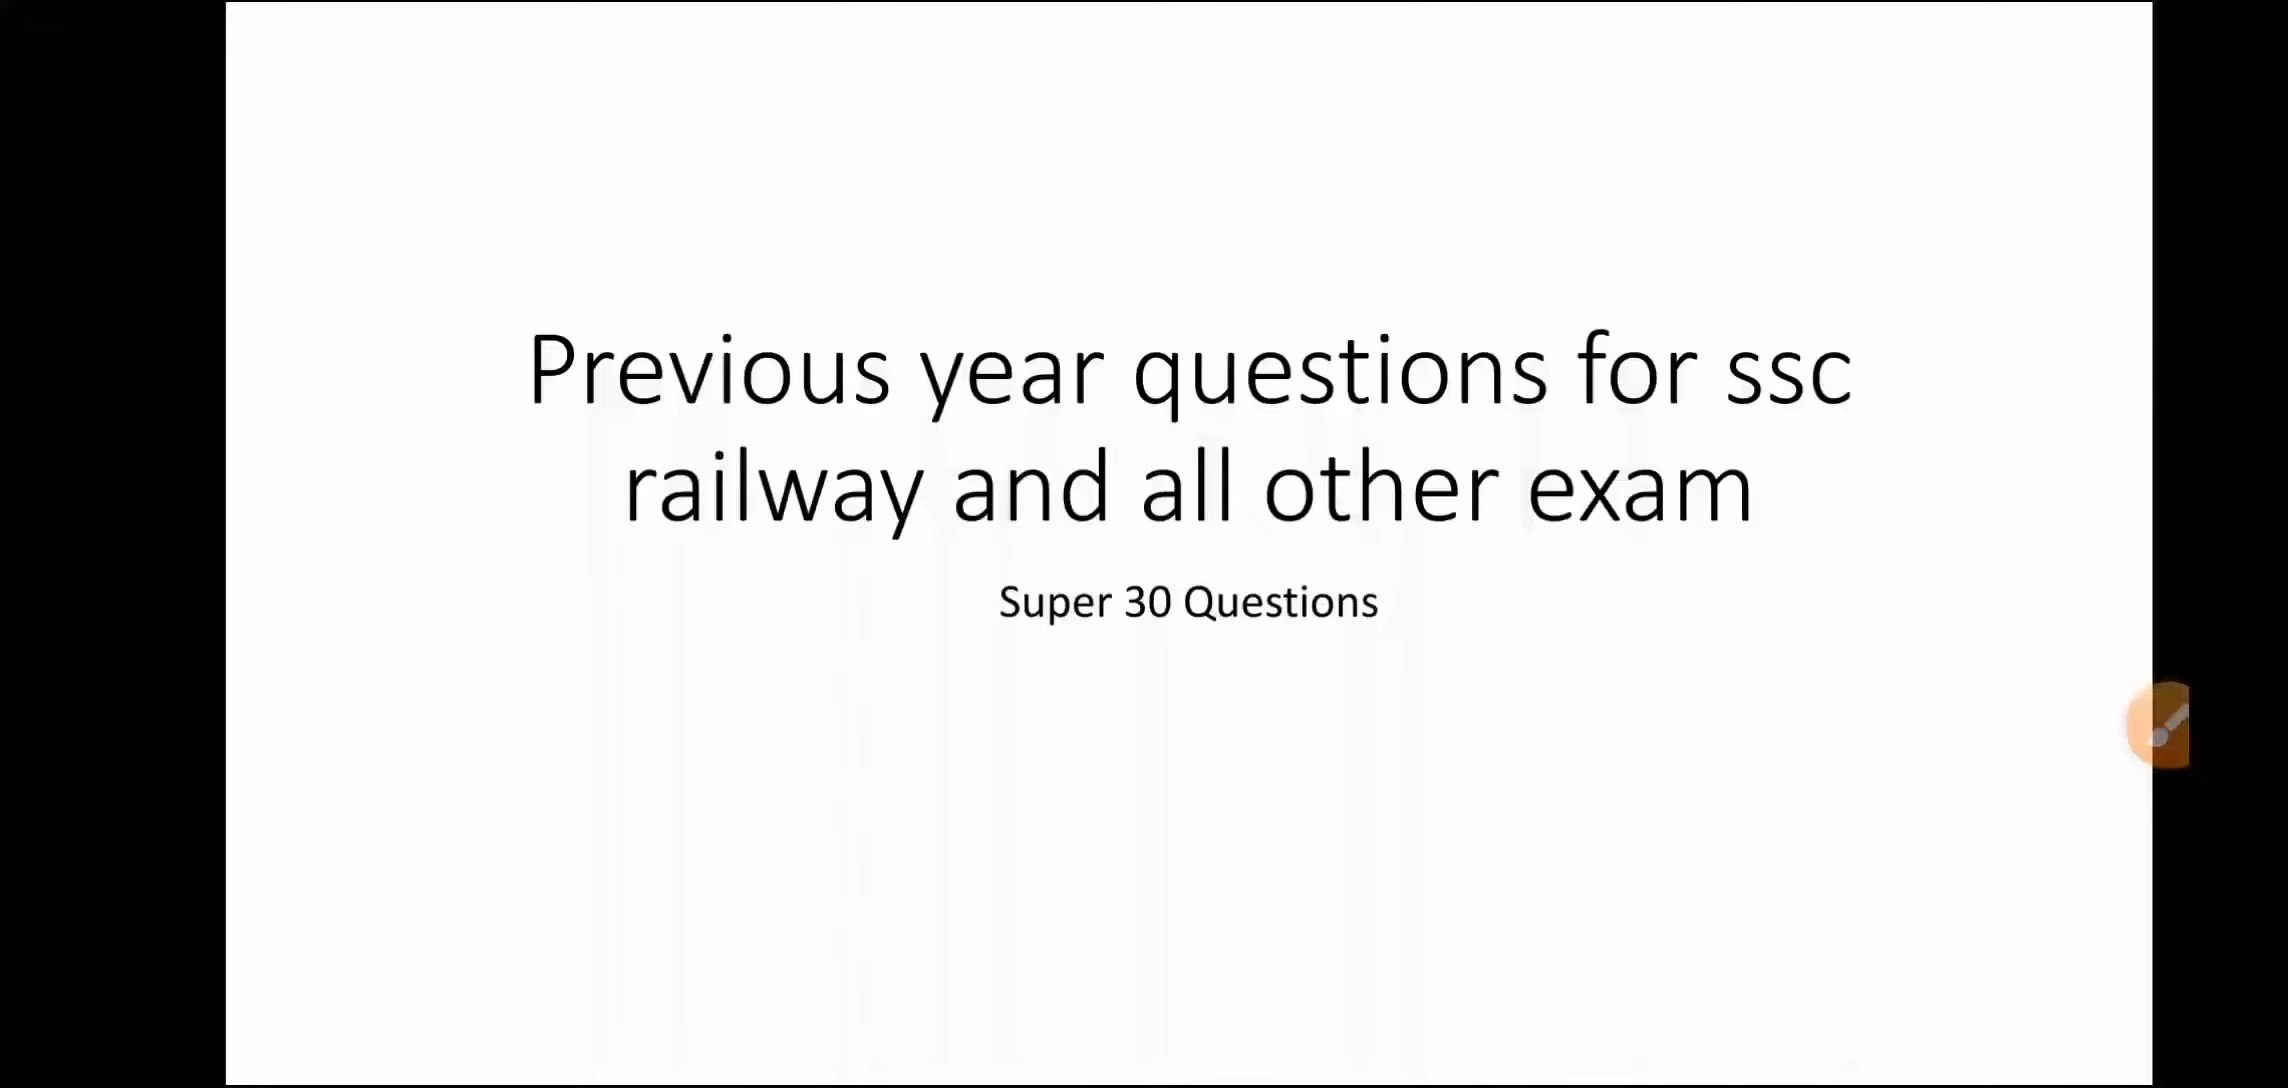 Previous year questions for ssc
railway and all other exam
Super 30 Questions